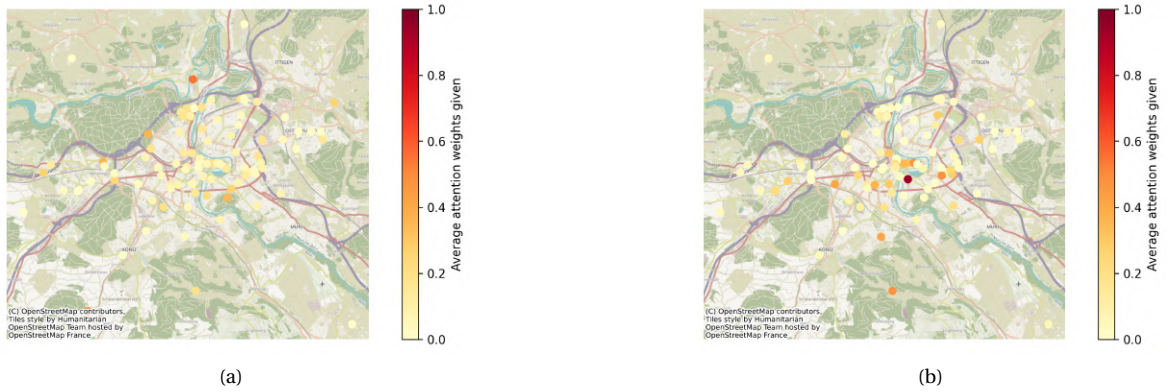 1.0
0.8
0.6
0.4
0.2
0.0
Average attention weights given
ITTIGEN
KÖNIZ
MURI
(C) OpenStreetMap contributors,
Tiles style by Humanitarian
OpenStreetMap Team hosted by
OpenStreetMap France
(a)
1.0
0.8
0.6
0.4
0.2
0.0
Average attention weights given
ITTIGEN
KÖNIZ
MURI
(C) OpenStreetMap contributors,
Tiles style by Humanitarian
OpenStreetMap Team hosted by
OpenStreetMap France
(b)